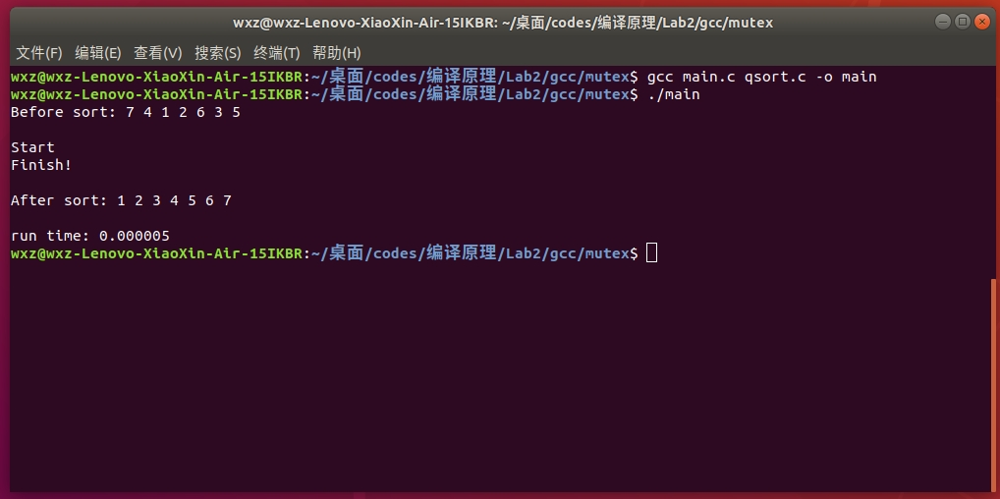 wxz@wxz-Lenovo-XiaoXin-Air-15IKBR: ~/桌面/codes/编译原理/Lab2/gcc/mutex
文件(F) 编辑(E) 查看(V) 搜索(S) 终端(T) 帮助(H)
wxz@wxz-Lenovo-XiaoXin-Air-15IKBR:~/桌面/codes/编译原理/Lab2/gcc/mutex$ gcc main.c qsort.c -o main
wxz@wxz-Lenovo-XiaoXin-Air-15IKBR:~/桌面/codes/编译原理/Lab2/gcc/mutex$ ./main
Before sort: 7 4 1 2 6 3 5
Start
Finish!
After sort: 1 2 3 4 5 6 7
run time: 0.000005
wxz@wxz-Lenovo-XiaoXin-Air-15IKBR:~/桌面/codes/编译原理/Lab2/gcc/mutex$